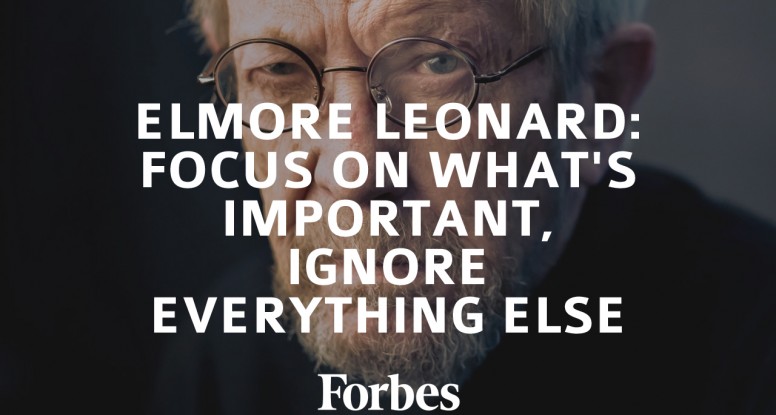 ELMORE LEONARD:
FOCUS ON WHAT'S
IMPORTANT,
IGNORE
EVERYTHING ELSE
Forbes